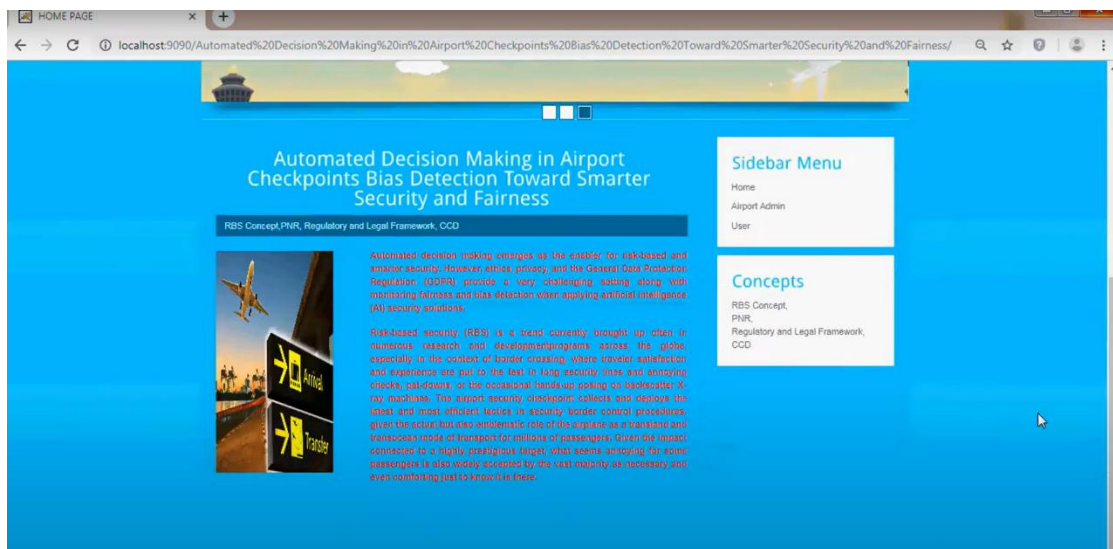 HOME PAGE
localhost:9090/Automated%20Decision%20Making%20in%20Airport%20Checkpoints%20Bias%20Detection%20Toward%20Smarter%20Security%20and%20Fairness/
Automated Decision Making in Airport
Checkpoints Bias Detection Toward Smarter
Security and Fairness
RBS Concept,PNR, Regulatory and Legal Framework, CCD
Arrival
Transfer
Automated decision making emerges as the enabler for risk-based and
smarter security. However, ethics, privacy, and the General Data Protection
Regulation (GDPR) provide a very challenging setting along with
monitoring fairness and bias detection when applying artificial intelligence
(AI) security solutions.
Risk-based security (RBS) is a trend currently brought up often in
numerous research and developmentprograms across the globe,
especially in the context of border crossing, where traveler satisfaction
and experience are put to the test in long security lines and annoying
checks, pat-downs, or the occasional hands-up posing on backscatter X-
ray machines. The airport security checkpoint collects and deploys the
latest and most efficient tactics in security border control procedures,
given the actual but also emblematic role of the airplane as a transland and
transocean mode of transport for millions of passengers. Given the impact
connected to a highly prestigious target, what seems annoying for some
passengers is also widely accepted by the vast majority as necessary and
even comforting just to know it is there.
Sidebar Menu
Home
Airport Admin
User
Concepts
RBS Concept,
PNR,
Regulatory and Legal Framework,
CCD